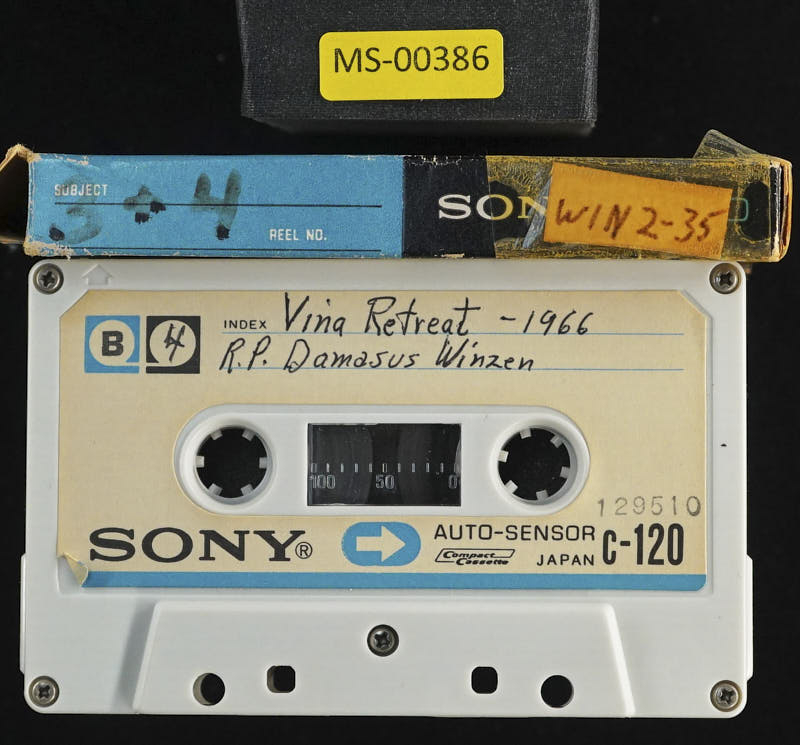 MS-00386
SUBJECT
3+4
REEL NO.
SON
WIN 2-35
B 4 INDEX Vina Retreat - 1966
R.P. Damasus Winzen
100 50 0
129510
SONY® AUTO-SENSOR C-120
Compact Cassette JAPAN